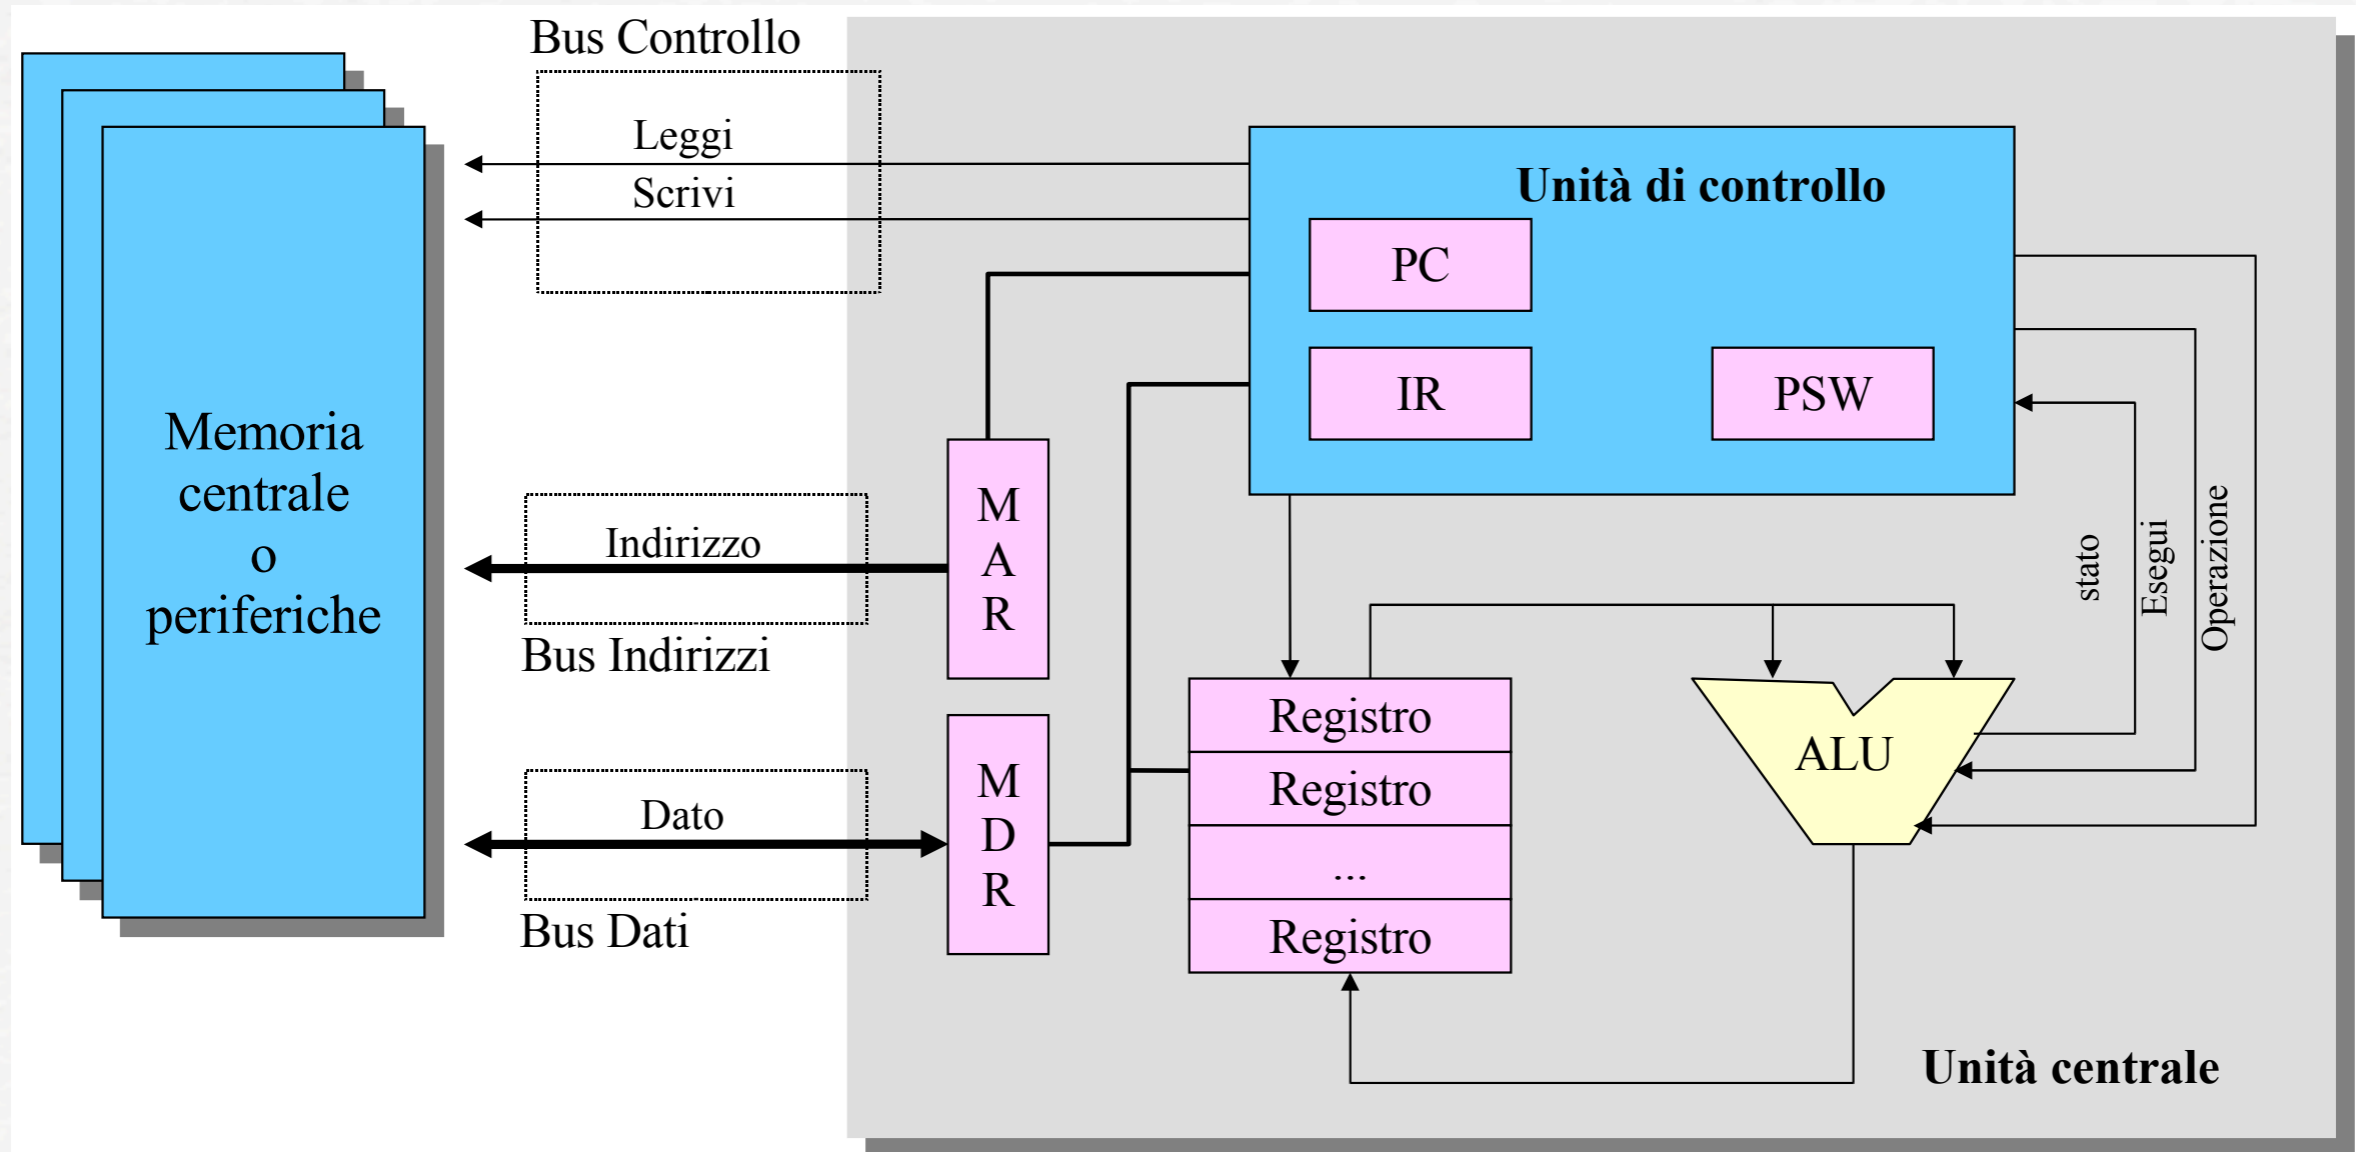 Bus Controllo
Leggi
Scrivi
Unità di controllo
PC
IR
PSW
Memoria
centrale
o
periferiche
Indirizzo
Bus Indirizzi
M
A
R
stato
Esegui
Operazione
Dato
Bus Dati
M
D
R
Registro
Registro
...
Registro
ALU
Unità centrale